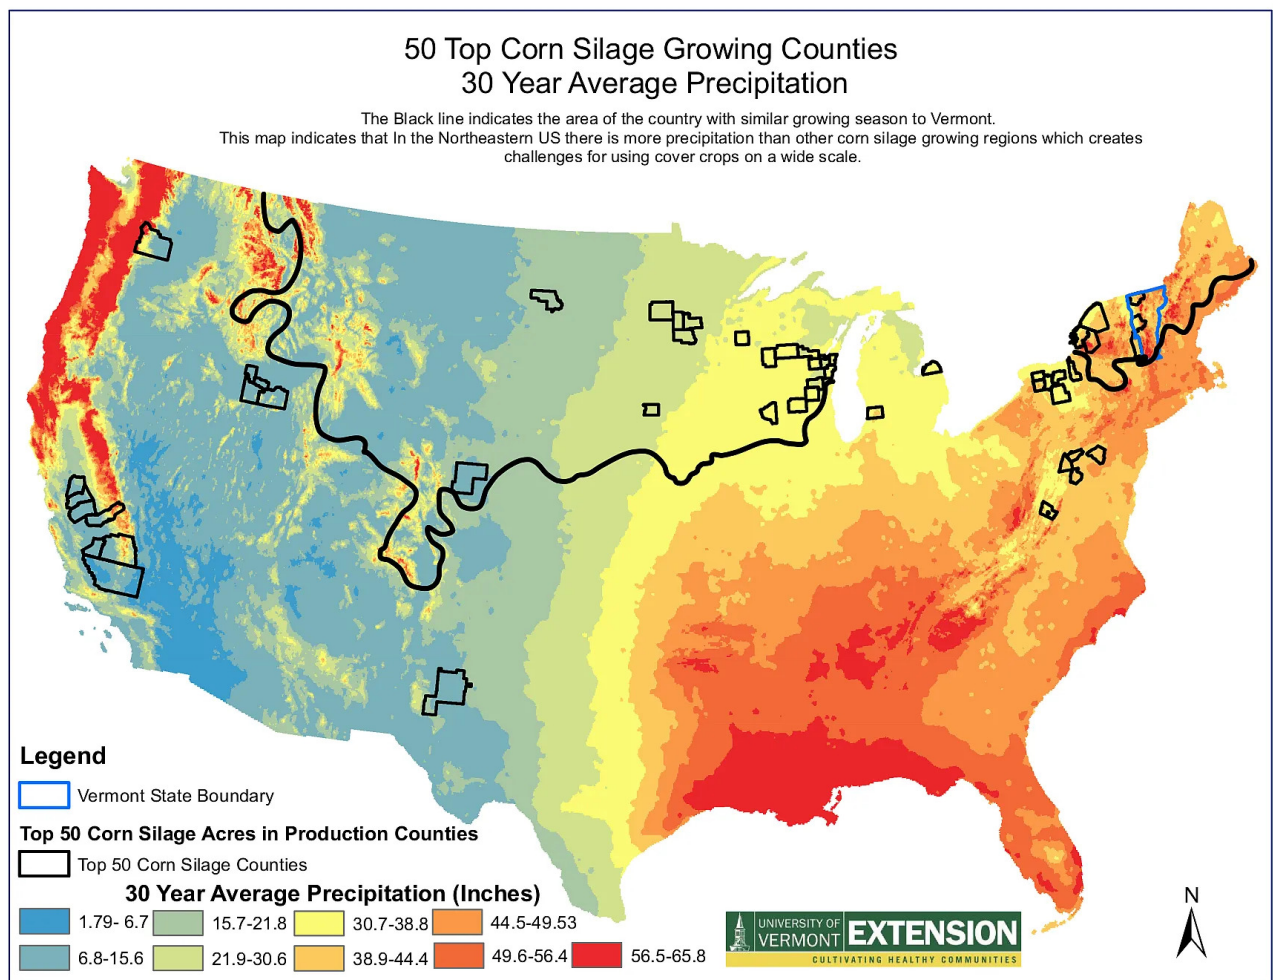 50 Top Corn Silage Growing Counties
30 Year Average Precipitation
The Black line indicates the area of the country with similar growing season to Vermont.
This map indicates that In the Northeastern US there is more precipitation than other corn silage growing regions which creates
challenges for using cover crops on a wide scale.
Legend
Vermont State Boundary
Top 50 Corn Silage Acres in Production Counties
Top 50 Corn Silage Counties
30 Year Average Precipitation (Inches)
1.79- 6.7 15.7-21.8 30.7-38.8 44.5-49.53
6.8-15.6 21.9-30.6 38.9-44.4 49.6-56.4 56.5-65.8
UNIVERSITY OF
VERMONT EXTENSION
CULTIVATING HEALTHY COMMUNITIES
N